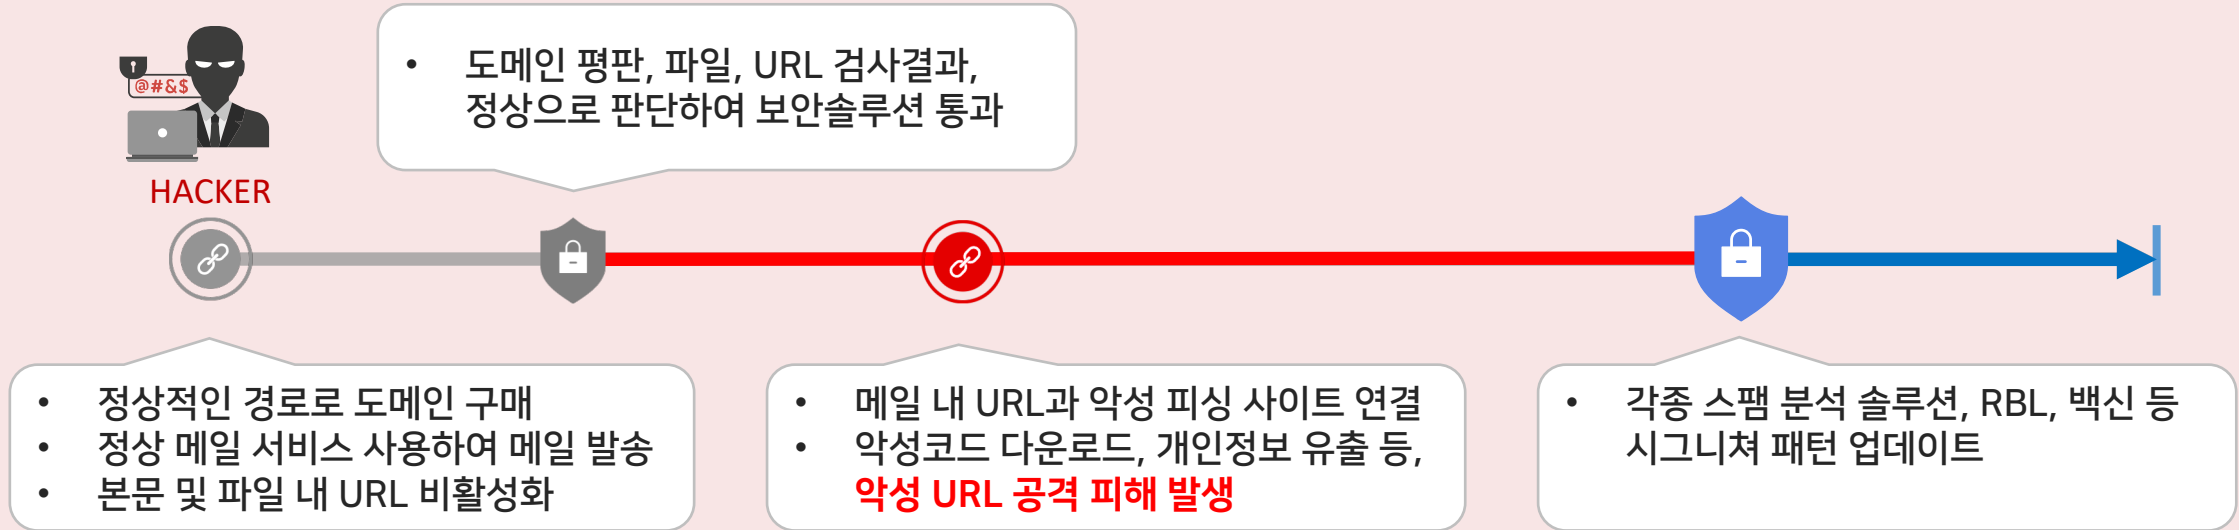 @#&$
HACKER
• 도메인 평판, 파일, URL 검사결과,
정상으로 판단하여 보안솔루션 통과
• 정상적인 경로로 도메인 구매
• 정상 메일 서비스 사용하여 메일 발송
• 본문 및 파일 내 URL 비활성화
• 메일 내 URL과 악성 피싱 사이트 연결
• 악성코드 다운로드, 개인정보 유출 등,
악성 URL 공격 피해 발생
• 각종 스팸 분석 솔루션, RBL, 백신 등
시그니쳐 패턴 업데이트